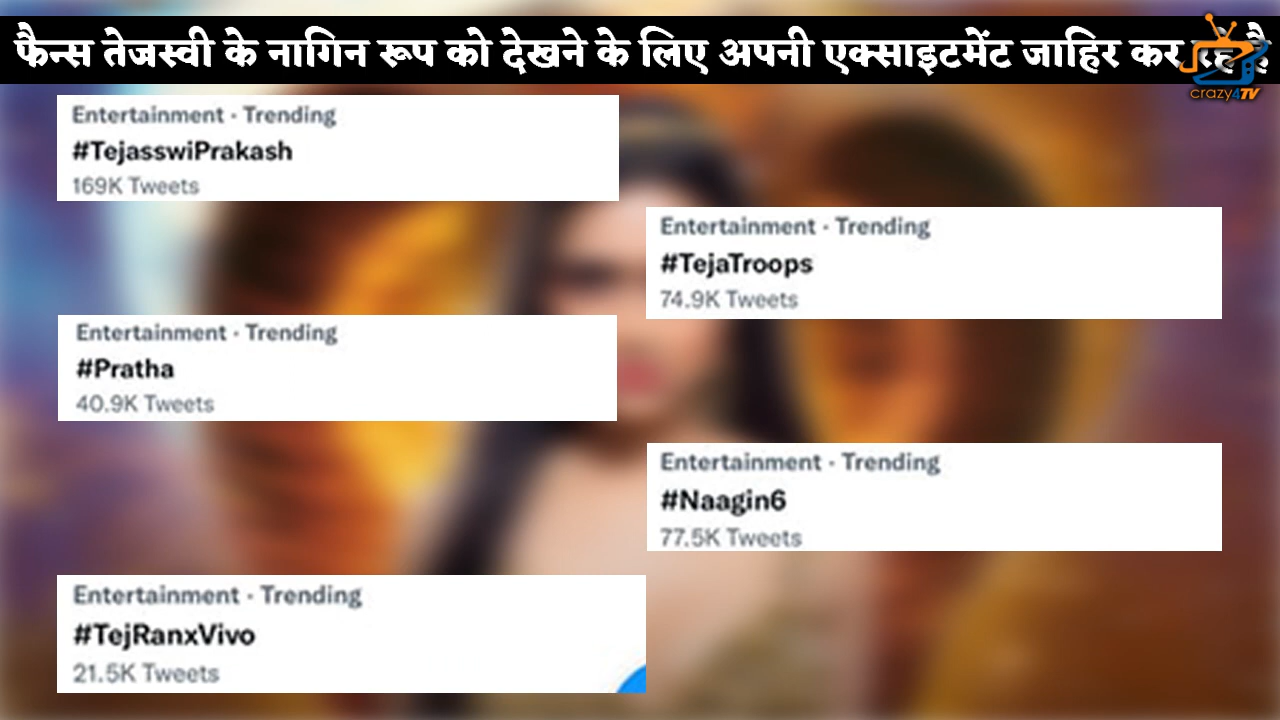 फैन्स तेजस्वी के नागिन रूप को देखने के लिए अपनी एक्साइटमेंट जाहिर कर रहे है
crazy4TV
Entertainment · Trending
#TejasswiPrakash
169K Tweets
Entertainment · Trending
#TejaTroops
74.9K Tweets
Entertainment · Trending
#Pratha
40.9K Tweets
Entertainment · Trending
#Naagin6
77.5K Tweets
Entertainment · Trending
#TejRanxVivo
21.5K Tweets